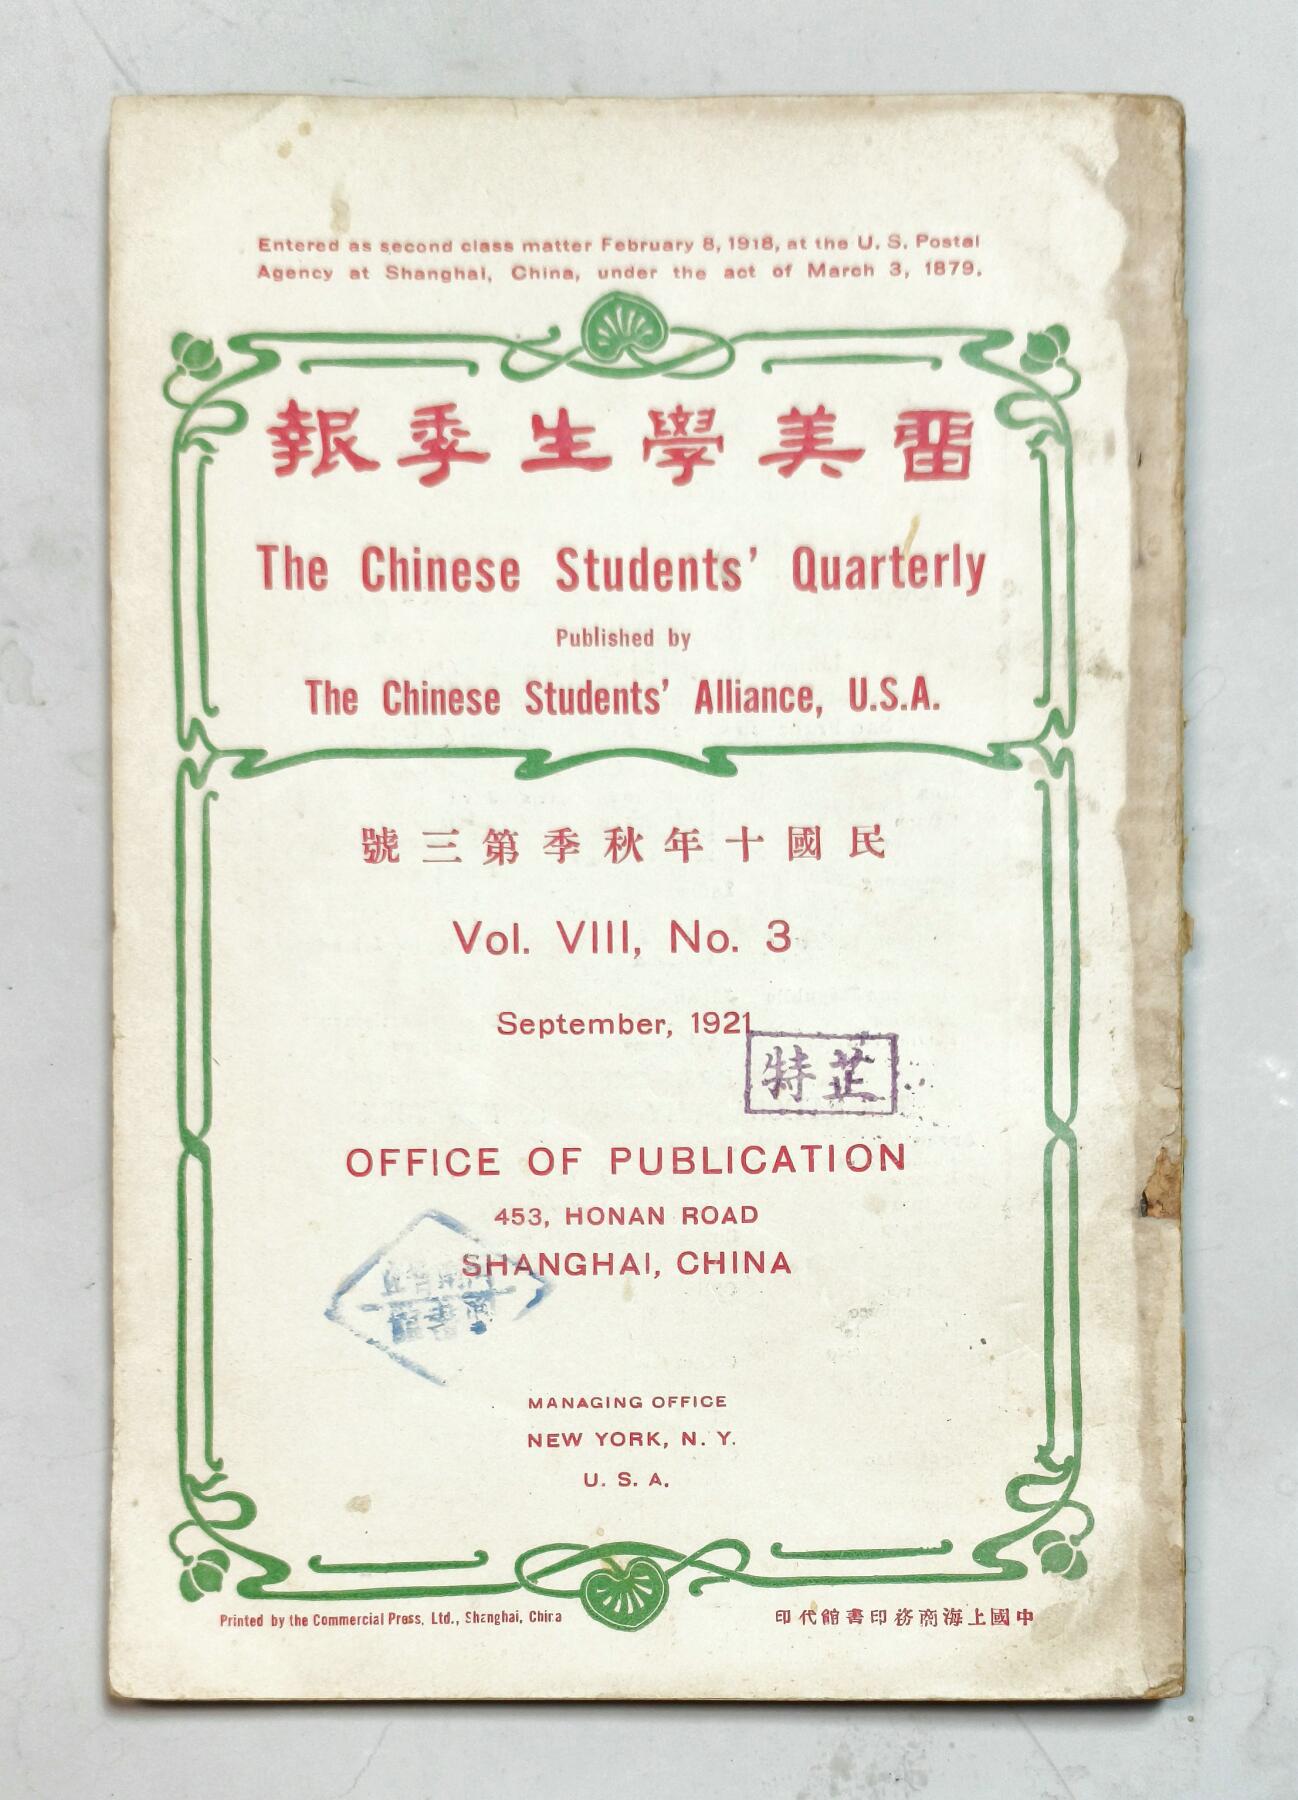 Entered as second class matter February 8, 1918, at the U. S. Postal
Agency at Shanghai, China, under the act of March 3, 1879.
留美學生季報
The Chinese Students' Quarterly
Published by
The Chinese Students' Alliance, U.S.A.
民國十年秋季第三號
Vol. VIII, No. 3
September, 1921
芷特
OFFICE OF PUBLICATION
453, HONAN ROAD
SHANGHAI, CHINA
MANAGING OFFICE
NEW YORK, N. Y.
U. S. A.
Printed by the Commercial Press, Ltd., Shanghai, China
中國上海商務印書館代印